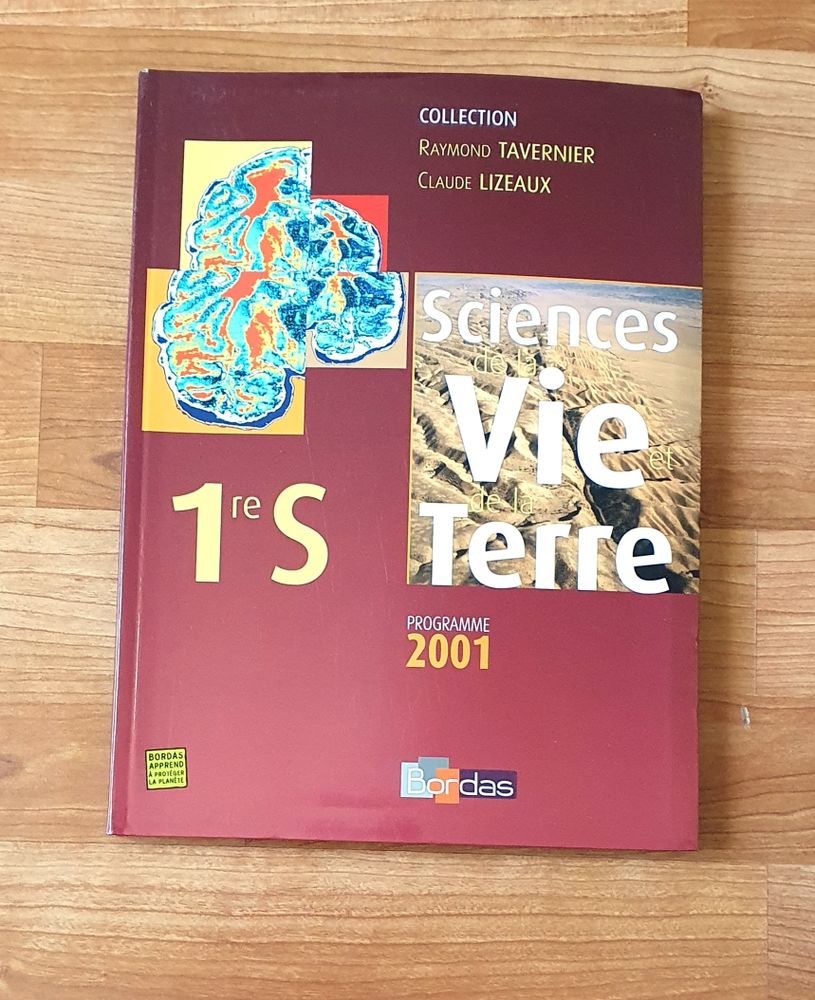 COLLECTION
RAYMOND TAVERNIER
CLAUDE LIZEAUX
Sciences
de la
Vie et
de la
Terre
1re S
PROGRAMME
2001
BORDAS
APPREND
À PROTÉGER
LA PLANÈTE
Bordas